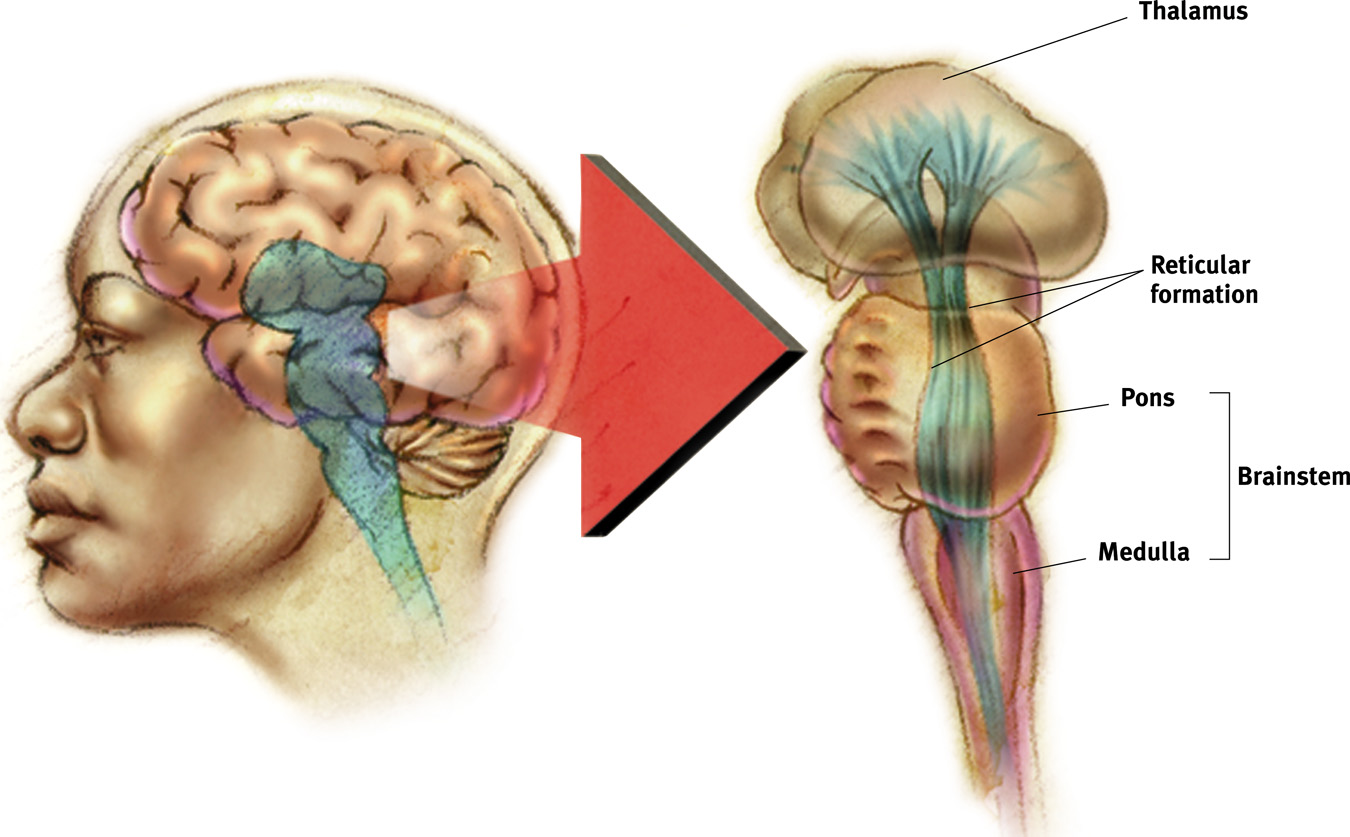 Thalamus
Reticular
formation
Pons
Brainstem
Medulla